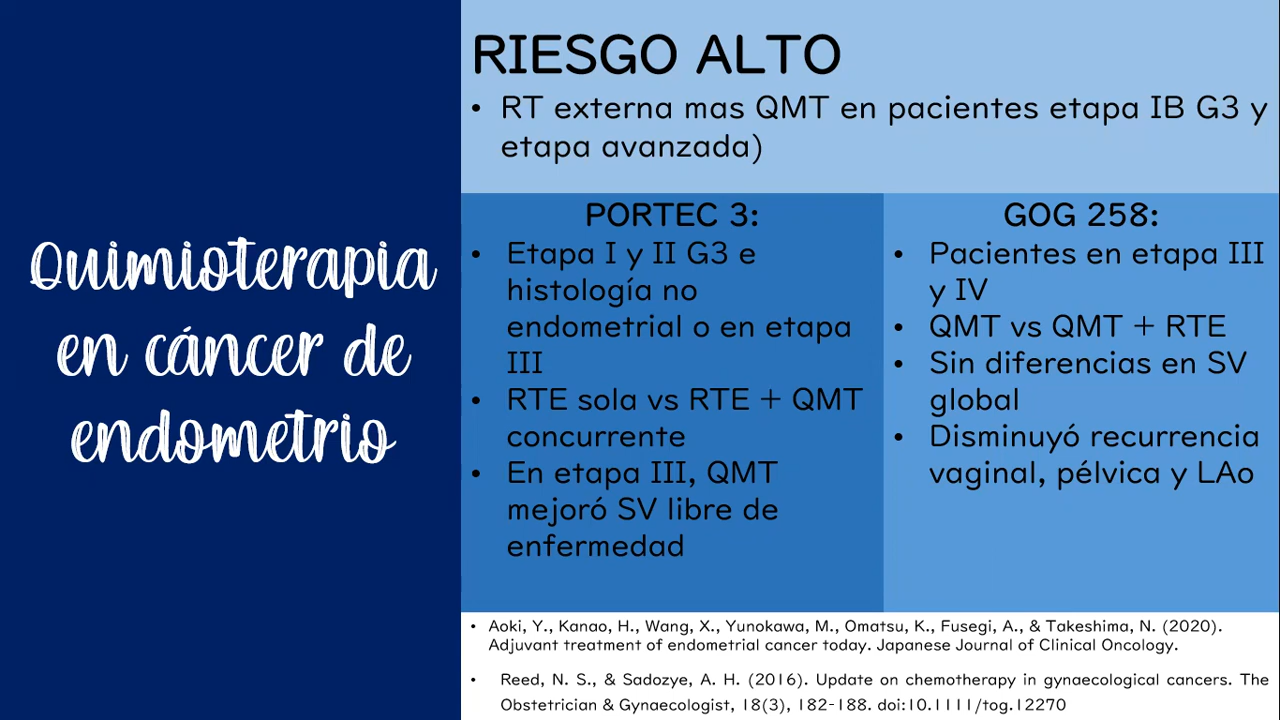 Quimioterapia
en cáncer de
endometrio
RIESGO ALTO
• RT externa mas QMT en pacientes etapa IB G3 y
etapa avanzada)
PORTEC 3:
• Etapa I y II G3 e
histología no
endometrial o en etapa
III
• RTE sola vs RTE + QMT
concurrente
• En etapa III, QMT
mejoró SV libre de
enfermedad
GOG 258:
• Pacientes en etapa III
y IV
• QMT vs QMT + RTE
• Sin diferencias en SV
global
• Disminuyó recurrencia
vaginal, pélvica y LAo
• Aoki, Y., Kanao, H., Wang, X., Yunokawa, M., Omatsu, K., Fusegi, A., & Takeshima, N. (2020).
Adjuvant treatment of endometrial cancer today. Japanese Journal of Clinical Oncology.
• Reed, N. S., & Sadozye, A. H. (2016). Update on chemotherapy in gynaecological cancers. The
Obstetrician & Gynaecologist, 18(3), 182-188. doi:10.1111/tog.12270